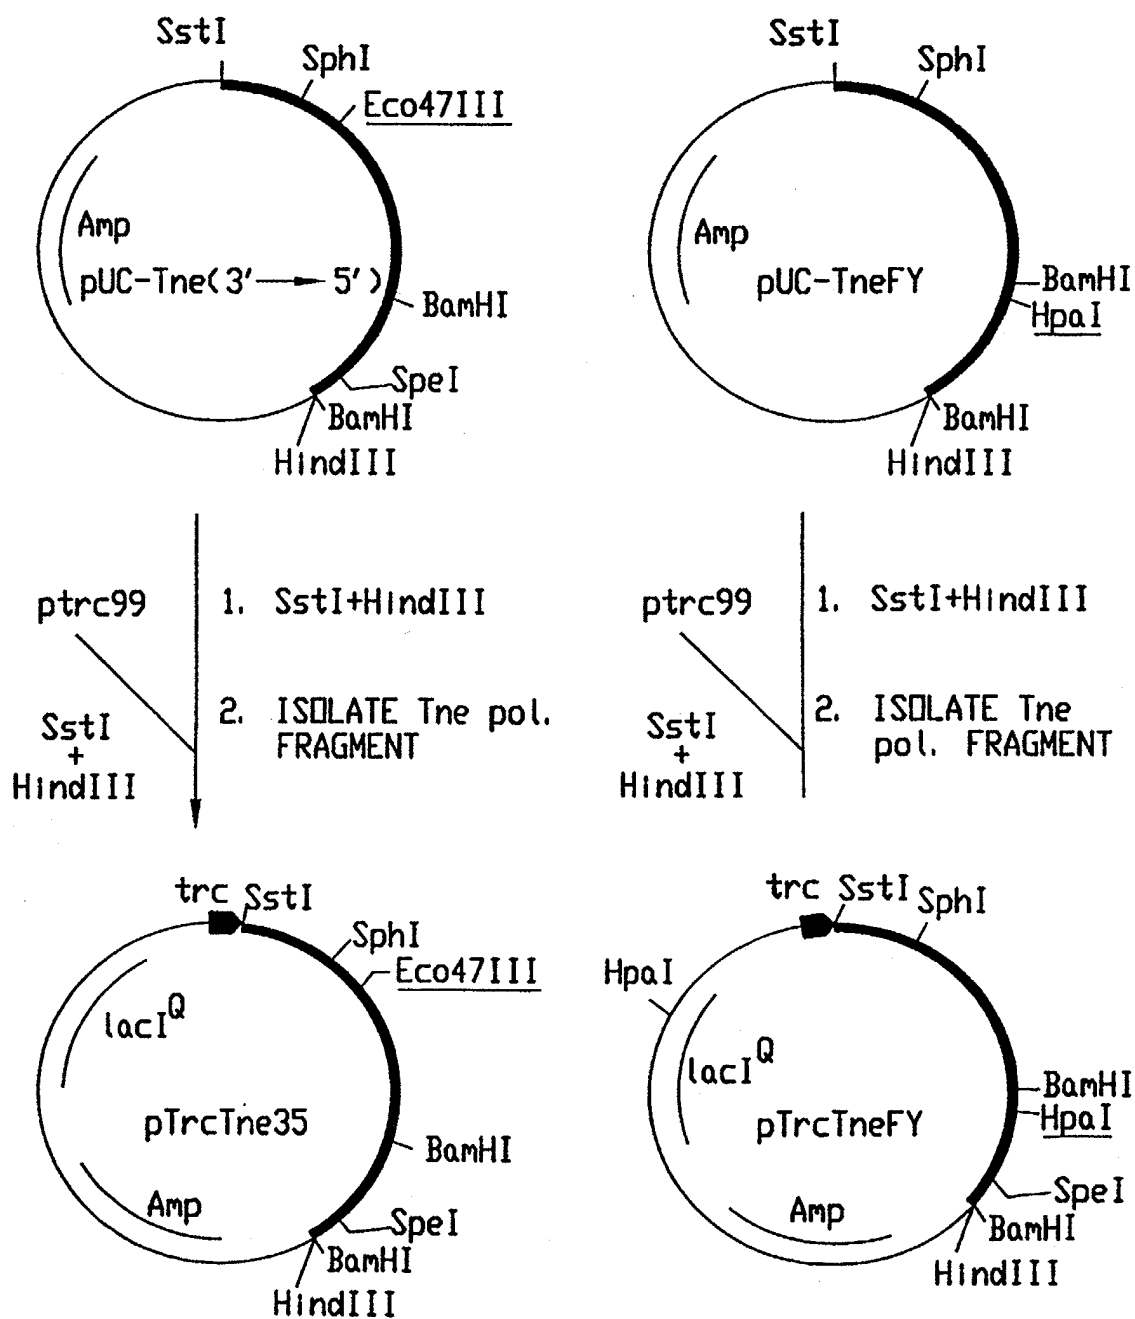 SstI
SphI
Eco47III
Amp
pUC-Tne(3' → 5')
BamHI
SpeI
BamHI
HindIII
SstI
SphI
Amp
pUC-TneFY
BamHI
HpaI
BamHI
HindIII
ptrc99
SstI
+
HindIII
1. SstI+HindIII
2. ISOLATE Tne pol.
FRAGMENT
ptrc99
SstI
+
HindIII
1. SstI+HindIII
2. ISOLATE Tne
pol. FRAGMENT
trc
SstI
SphI
Eco47III
lacI^Q
pTrcTne35
BamHI
Amp
SpeI
BamHI
HindIII
trc
SstI
SphI
HpaI
lacI^Q
BamHI
pTrcTneFY
HpaI
SpeI
Amp
BamHI
HindIII